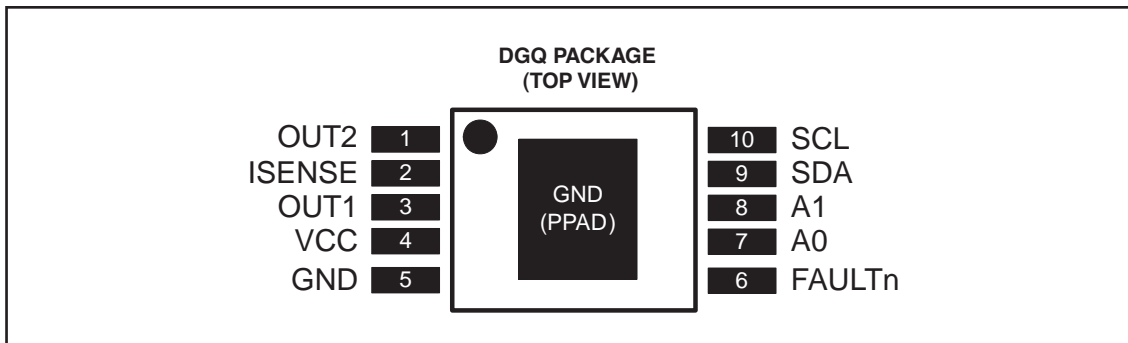 DGQ PACKAGE
(TOP VIEW)
OUT2 1
ISENSE 2
OUT1 3
VCC 4
GND 5
GND
(PPAD)
10 SCL
9 SDA
8 A1
7 A0
6 FAULTn